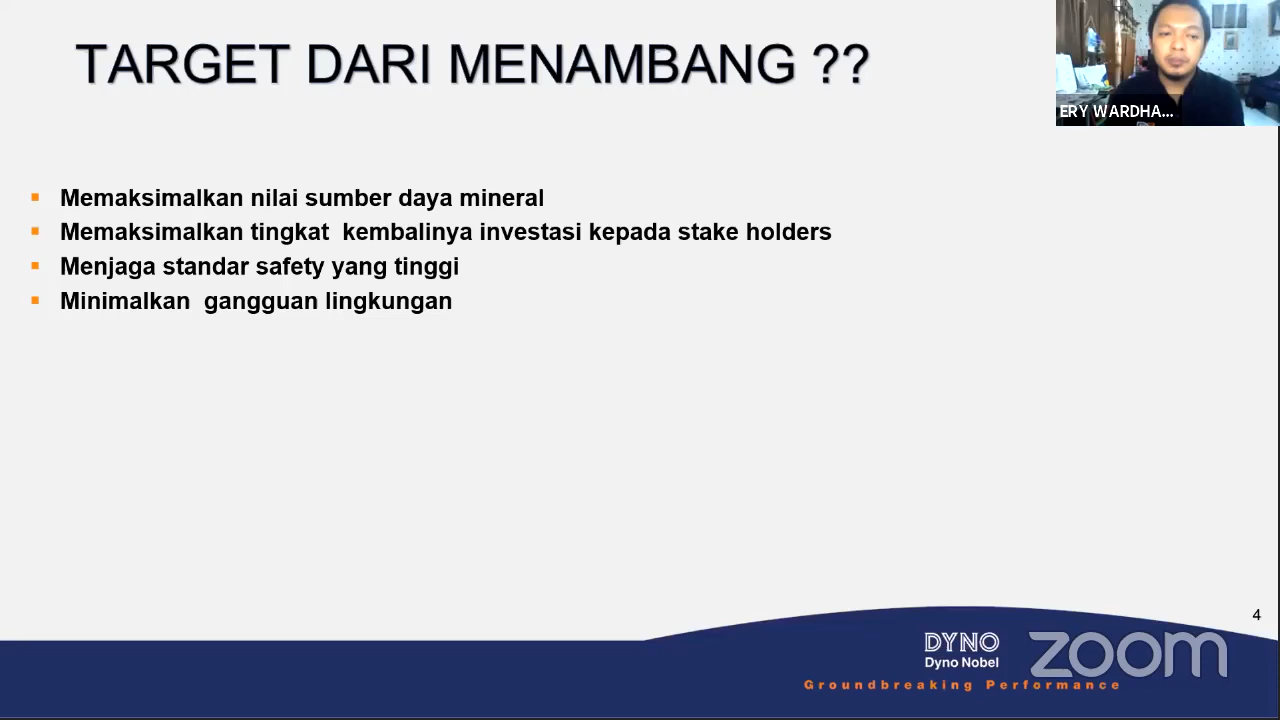 TARGET DARI MENAMBANG ??
ERY WARDHA...
Memaksimalkan nilai sumber daya mineral
Memaksimalkan tingkat kembalinya investasi kepada stake holders
Menjaga standar safety yang tinggi
Minimalkan gangguan lingkungan
4
DYNO
Dyno Nobel
zoom
Groundbreaking Performance